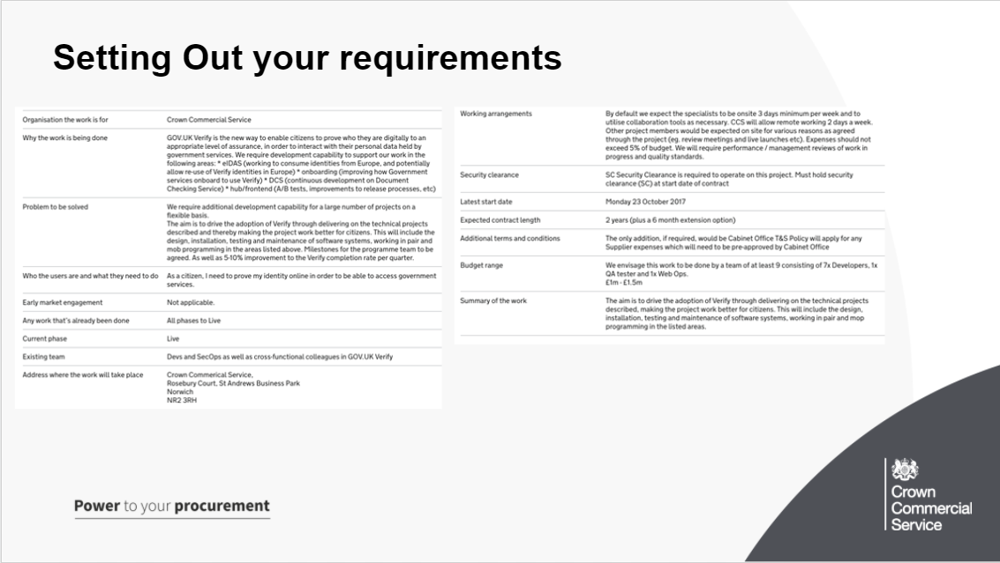 Setting Out your requirements
Organisation the work is for
Crown Commercial Service
Why the work is being done
GOV.UK Verify is the new way to enable citizens to prove who they are digitally to an
appropriate level of assurance, in order to interact with their personal data held by
government services. We require development capability to support our work in the
following areas: * eIDAS (working to consume identities from Europe, and potentially
allow re-use of Verify identities in Europe) * onboarding (improving how Government
services onboard to use Verify) * DCS (continuous development on Document
Checking Service) * hub/frontend (A/B tests, improvements to release processes, etc)
Problem to be solved
We require additional development capability for a large number of projects on a
flexible basis.
The aim is to drive the adoption of Verify through delivering on the technical projects
described and thereby making the project work better for citizens. This will include the
design, installation, testing and maintenance of software systems, working in pair and
mob programming in the areas listed above. Milestones for the programme team to be
agreed. As well as 5-10% improvement to the Verify completion rate per quarter.
Who the users are and what they need to do
As a citizen, I need to prove my identity online in order to be able to access government
services.
Early market engagement
Not applicable.
Any work that's already been done
All phases to Live
Current phase
Live
Existing team
Devs and SecOps as well as cross-functional colleagues in GOV.UK Verify
Address where the work will take place
Crown Commerical Service,
Rosebury Court, St Andrews Business Park
Norwich
NR2 3RH
Working arrangements
By default we expect the specialists to be onsite 3 days minimum per week and to
utilise collaboration tools as necessary. CCS will allow remote working 2 days a week.
Other project members would be expected on site for various reasons as agreed
through the project (eg. review meetings and live launches etc). Expenses should not
exceed 5% of budget. We will require performance / management reviews of work in
progress and quality standards.
Security clearance
SC Security Clearance is required to operate on this project. Must hold security
clearance (SC) at start date of contract
Latest start date
Monday 23 October 2017
Expected contract length
2 years (plus a 6 month extension option)
Additional terms and conditions
The only addition, if required, would be Cabinet Office T&S Policy will apply for any
Supplier expenses which will need to be pre-approved by Cabinet Office
Budget range
We envisage this work to be done by a team of at least 9 consisting of 7x Developers, 1x
QA tester and 1x Web Ops.
£1m - £1.5m
Summary of the work
The aim is to drive the adoption of Verify through delivering on the technical projects
described, making the project work better for citizens. This will include the design,
installation, testing and maintenance of software systems, working in pair and mop
programming in the listed areas.
Power to your procurement
Crown
Commercial
Service